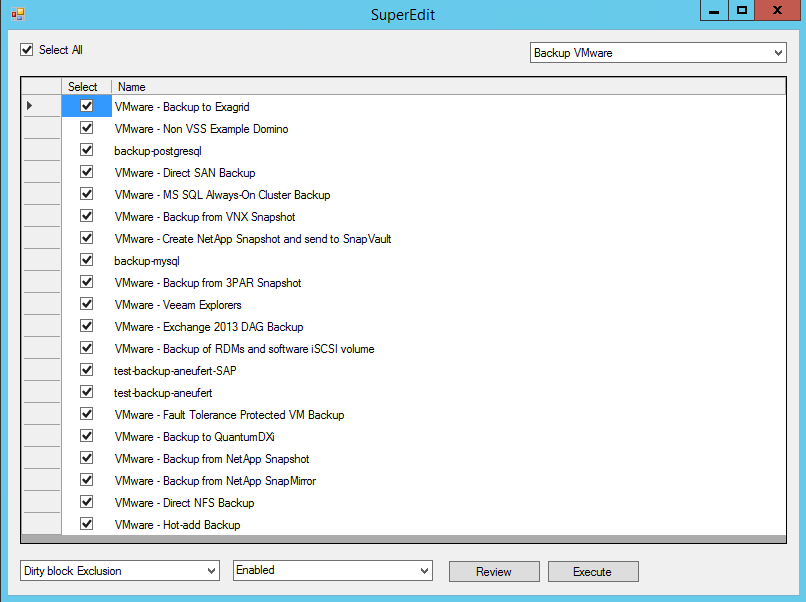 SuperEdit
Select All
Backup VMware
Select Name
VMware - Backup to Exagrid
VMware - Non VSS Example Domino
backup-postgresql
VMware - Direct SAN Backup
VMware - MS SQL Always-On Cluster Backup
VMware - Backup from VNX Snapshot
VMware - Create NetApp Snapshot and send to SnapVault
backup-mysql
VMware - Backup from 3PAR Snapshot
VMware - Veeam Explorers
VMware - Exchange 2013 DAG Backup
VMware - Backup of RDMs and software iSCSI volume
test-backup-aneufert-SAP
test-backup-aneufert
VMware - Fault Tolerance Protected VM Backup
VMware - Backup to QuantumDXi
VMware - Backup from NetApp Snapshot
VMware - Backup from NetApp SnapMirror
VMware - Direct NFS Backup
VMware - Hot-add Backup
Dirty block Exclusion
Enabled
Review
Execute